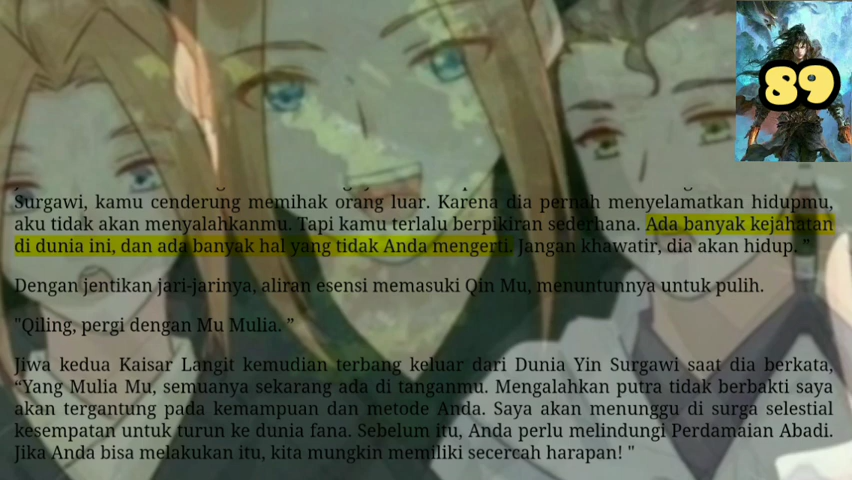 89
Surgawi, kamu cenderung memihak orang luar. Karena dia pernah menyelamatkan hidupmu,
aku tidak akan menyalahkanmu. Tapi kamu terlalu berpikiran sederhana. Ada banyak kejahatan
di dunia ini, dan ada banyak hal yang tidak Anda mengerti. Jangan khawatir, dia akan hidup. ”
Dengan jentikan jari-jarinya, aliran esensi memasuki Qin Mu, menuntunnya untuk pulih.
"Qiling, pergi dengan Mu Mulia. ”
Jiwa kedua Kaisar Langit kemudian terbang keluar dari Dunia Yin Surgawi saat dia berkata,
“Yang Mulia Mu, semuanya sekarang ada di tanganmu. Mengalahkan putra tidak berbakti saya
akan tergantung pada kemampuan dan metode Anda. Saya akan menunggu di surga selestial
kesempatan untuk turun ke dunia fana. Sebelum itu, Anda perlu melindungi Perdamaian Abadi.
Jika Anda bisa melakukan itu, kita mungkin memiliki secercah harapan! "